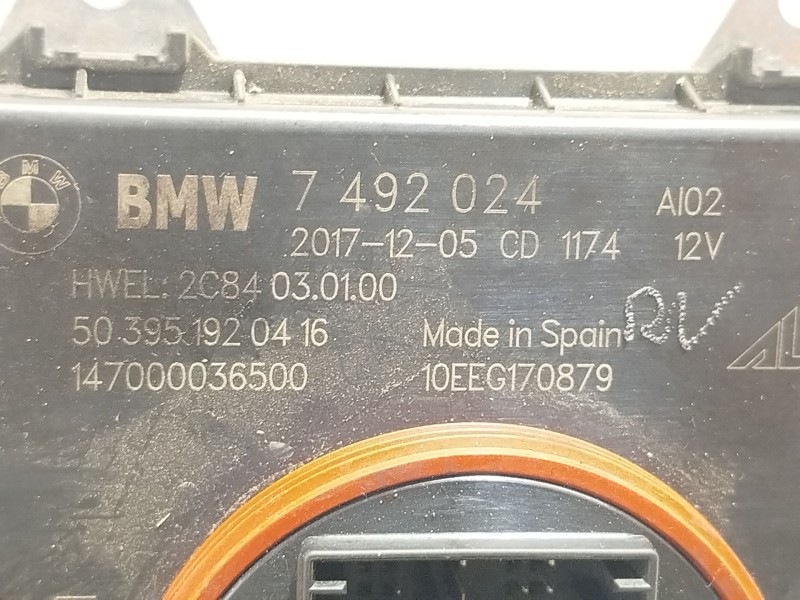 BMW
BMW 7 492 024 AI02
2017-12-05 CD 1174 12V
HWEL: 2C84 03.01.00
50 395 192 04 16 Made in Spain RV
147000036500 10EEG170879